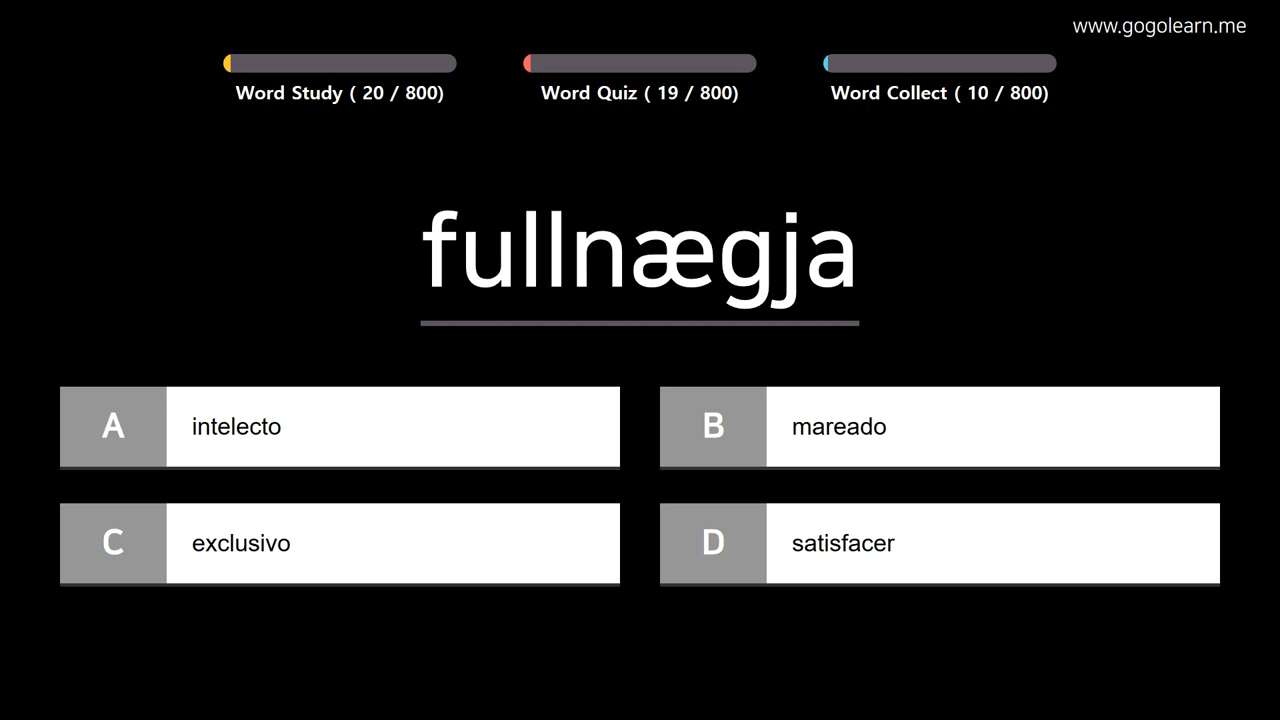 www.gogolearn.me
Word Study ( 20 / 800)
Word Quiz ( 19 / 800)
Word Collect ( 10 / 800)
fullnægja
A
intelecto
B
mareado
C
exclusivo
D
satisfacer